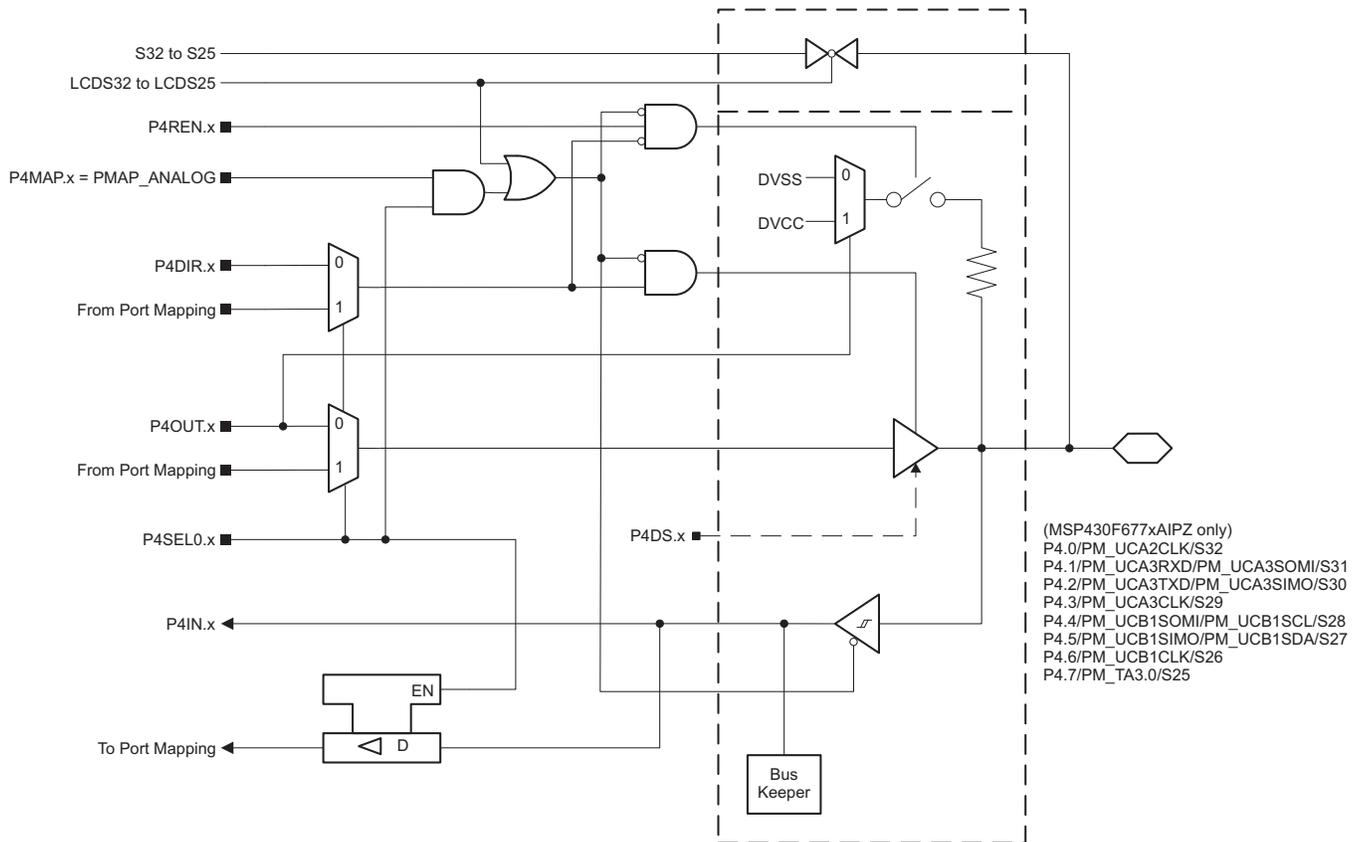 S32 to S25
LCDS32 to LCDS25
P4REN.x
P4MAP.x = PMAP_ANALOG
DVSS
0
DVCC
1
P4DIR.x
0
From Port Mapping
1
P4OUT.x
0
From Port Mapping
1
P4SEL0.x
P4DS.x
(MSP430F677xAIPZ only)
P4.0/PM_UCA2CLK/S32
P4.1/PM_UCA3RXD/PM_UCA3SOMI/S31
P4.2/PM_UCA3TXD/PM_UCA3SIMO/S30
P4.3/PM_UCA3CLK/S29
P4.4/PM_UCB1SOMI/PM_UCB1SCL/S28
P4.5/PM_UCB1SIMO/PM_UCB1SDA/S27
P4.6/PM_UCB1CLK/S26
P4.7/PM_TA3.0/S25
P4IN.x
EN
To Port Mapping
D
Bus
Keeper